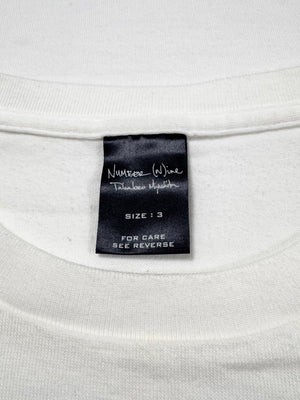 NUMBER (N)ine
Takahiro Miyashita
SIZE : 3
FOR CARE
SEE REVERSE